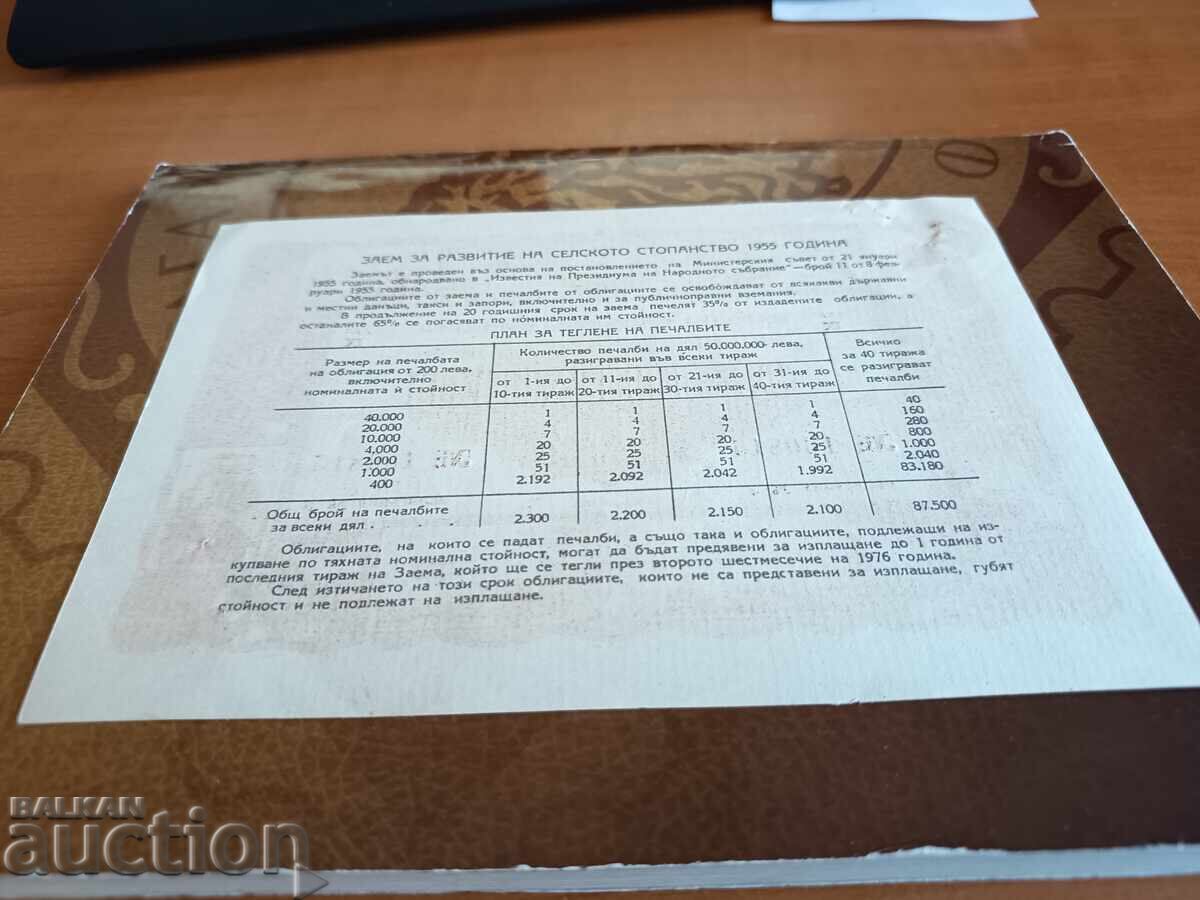 ЗАЕМ ЗА РАЗВИТИЕ НА СЕЛСКОТО СТОПАНСТВО 1955 ГОДИНА
Заемът е проведен въз основа на постановлението на Министерския съвет от 21 януари
1955 година, обнародвано в „Известия на Президиума на Народното събрание“—брой 11 от 8 фев-
руари 1955 година.
Облигациите от заема и печалбите от облигациите се освобождават от всякакви държавни
и местни данъци, такси и запори, включително и за публичноправни вземания.
В продължение на 20 годишния срок на заема печелят 35% от издадените облигации, а
останалите 65% се погасяват по номиналната им стойност.
ПЛАН ЗА ТЕГЛЕНЕ НА ПЕЧАЛБИТЕ
Размер на печалбата на облигация от 200 лева, включително номиналната ѝ стойност
Количество печалби на дял 50.000,000- лева, разигравани във всеки тираж
Всичко за 40 тиража се разиграват печалби
от 1-ия до 10-тия тираж от 11-ия до 20-тия тираж от 21-ия до 30-тия тираж от 31-ия до 40-тия тираж
40.000 1 1 1 1 40
20.000 4 4 4 4 160
10.000 7 7 7 7 280
4,000 20 20 20 20 800
2.000 25 25 25 25 1.000
1.000 51 51 51 51 2.040
400 2.192 2.092 2.042 1.992 83.180
Общ брой на печалбите
за всеки дял . 2.300 2.200 2.150 2.100 87.500
Облигациите, на които се падат печалби, а също така и облигациите, подлежащи на из-
купване по тяхната номинална стойност, могат да бъдат предявени за изплащане до 1 година от
последния тираж на Заема, който ще се тегли през второто шестмесечие на 1976 година.
След изтичането на този срок облигациите, които не са представени за изплащане, губят
стойност и не подлежат на изплащане.
BALKAN
auction